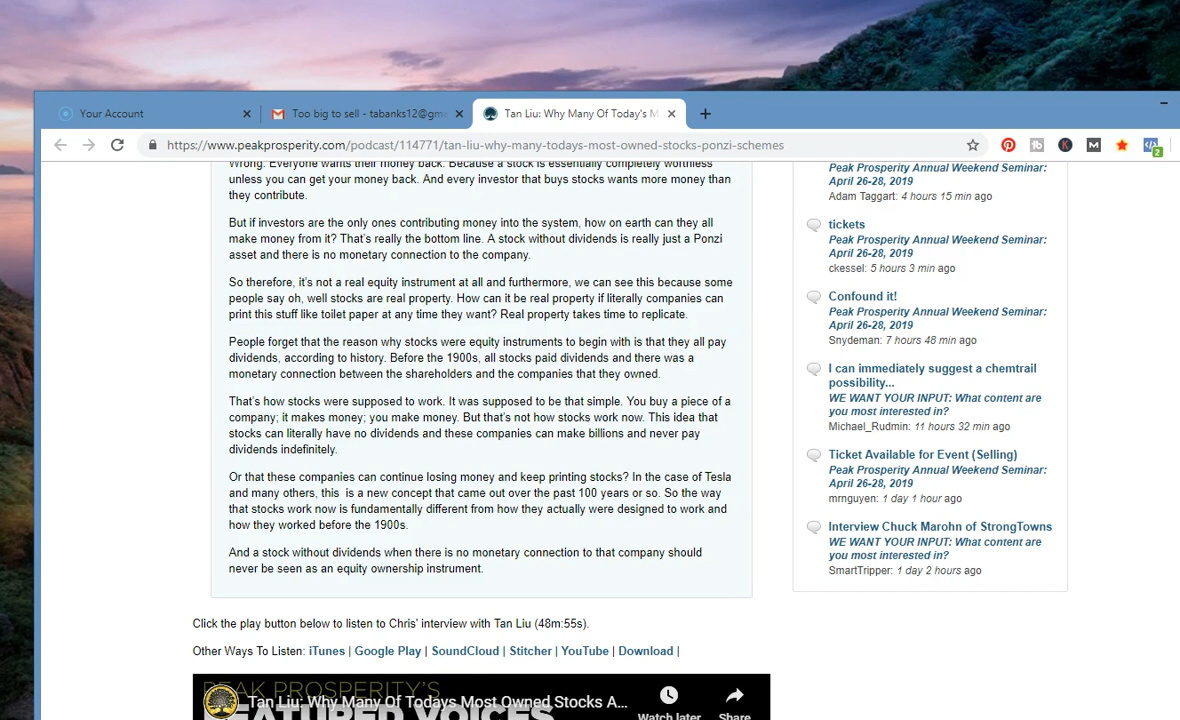 Your Account
Too big to sell - tabanks12@gm
Tan Liu: Why Many Of Today's M
https://www.peakprosperity.com/podcast/114771/tan-liu-why-many-todays-most-owned-stocks-ponzi-schemes
2
Wrong. Everyone wants their money back. Because a stock is essentially completely worthless
unless you can get your money back. And every investor that buys stocks wants more money than
they contribute.
But if investors are the only ones contributing money into the system, how on earth can they all
make money from it? That's really the bottom line. A stock without dividends is really just a Ponzi
asset and there is no monetary connection to the company.
So therefore, it's not a real equity instrument at all and furthermore, we can see this because some
people say oh, well stocks are real property. How can it be real property if literally companies can
print this stuff like toilet paper at any time they want? Real property takes time to replicate.
People forget that the reason why stocks were equity instruments to begin with is that they all pay
dividends, according to history. Before the 1900s, all stocks paid dividends and there was a
monetary connection between the shareholders and the companies that they owned.
That's how stocks were supposed to work. It was supposed to be that simple. You buy a piece of a
company; it makes money; you make money. But that's not how stocks work now. This idea that
stocks can literally have no dividends and these companies can make billions and never pay
dividends indefinitely.
Or that these companies can continue losing money and keep printing stocks? In the case of Tesla
and many others, this is a new concept that came out over the past 100 years or so. So the way
that stocks work now is fundamentally different from how they actually were designed to work and
how they worked before the 1900s.
And a stock without dividends when there is no monetary connection to that company should
never be seen as an equity ownership instrument.
Click the play button below to listen to Chris' interview with Tan Liu (48m:55s).
Other Ways To Listen: iTunes | Google Play | SoundCloud | Stitcher | YouTube | Download |
PEAK PROSPERITY'S
Tan Liu: Why Many Of Todays Most Owned Stocks A...
FEATURED VOICES
Watch later
Share
Peak Prosperity Annual Weekend Seminar:
April 26-28, 2019
Adam Taggart: 4 hours 15 min ago
tickets
Peak Prosperity Annual Weekend Seminar:
April 26-28, 2019
ckessel: 5 hours 3 min ago
Confound it!
Peak Prosperity Annual Weekend Seminar:
April 26-28, 2019
Snydeman: 7 hours 48 min ago
I can immediately suggest a chemtrail
possibility...
WE WANT YOUR INPUT: What content are
you most interested in?
Michael_Rudmin: 11 hours 32 min ago
Ticket Available for Event (Selling)
Peak Prosperity Annual Weekend Seminar:
April 26-28, 2019
mrnguyen: 1 day 1 hour ago
Interview Chuck Marohn of StrongTowns
WE WANT YOUR INPUT: What content are
you most interested in?
SmartTripper: 1 day 2 hours ago